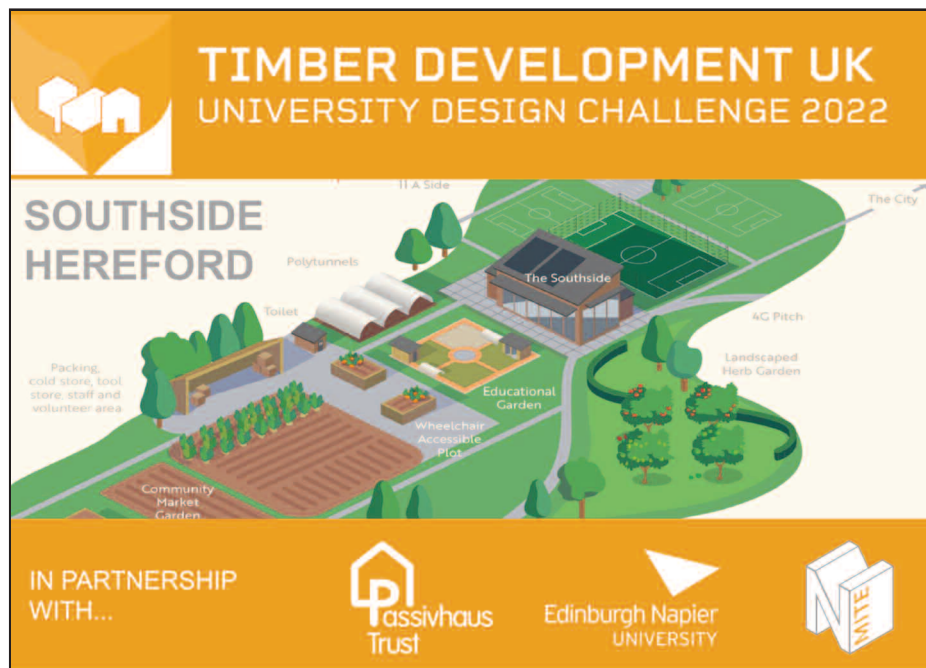 TIMBER DEVELOPMENT UK
UNIVERSITY DESIGN CHALLENGE 2022
SOUTHSIDE
HEREFORD
11 A Side
The City
Polytunnels
The Southside
Toilet
4G Pitch
Packing,
cold store, tool
store, staff and
volunteer area
Landscaped
Herb Garden
Educational
Garden
Wheelchair
Accessible
Plot
Community
Market
Garden
IN PARTNERSHIP
WITH...
Passivhaus
Trust
Edinburgh Napier
UNIVERSITY
N
MITE